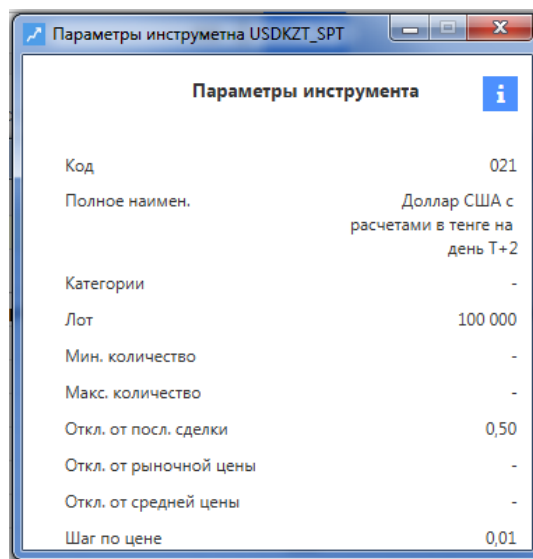 Параметры инструметна USDKZT_SPT
Параметры инструмента
Код 021
Полное наимен. Доллар США с
расчетами в тенге на
день T+2
Категории -
Лот 100 000
Мин. количество -
Макс. количество -
Откл. от посл. сделки 0,50
Откл. от рыночной цены -
Откл. от средней цены -
Шаг по цене 0,01